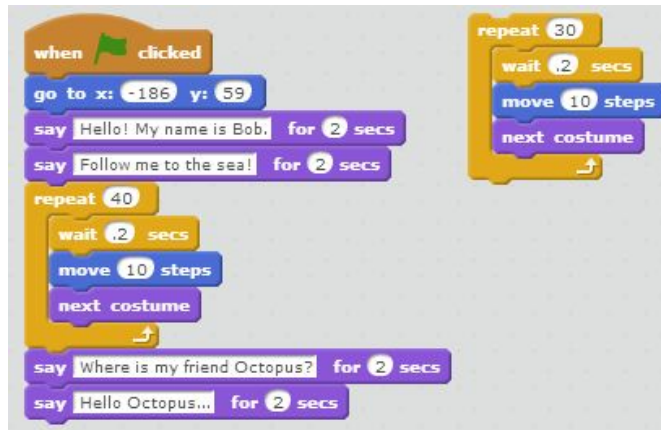 when clicked
go to x: -186 y: 59
say Hello! My name is Bob. for 2 secs
say Follow me to the sea! for 2 secs
repeat 40
wait .2 secs
move 10 steps
next costume
say Where is my friend Octopus? for 2 secs
say Hello Octopus... for 2 secs
repeat 30
wait .2 secs
move 10 steps
next costume